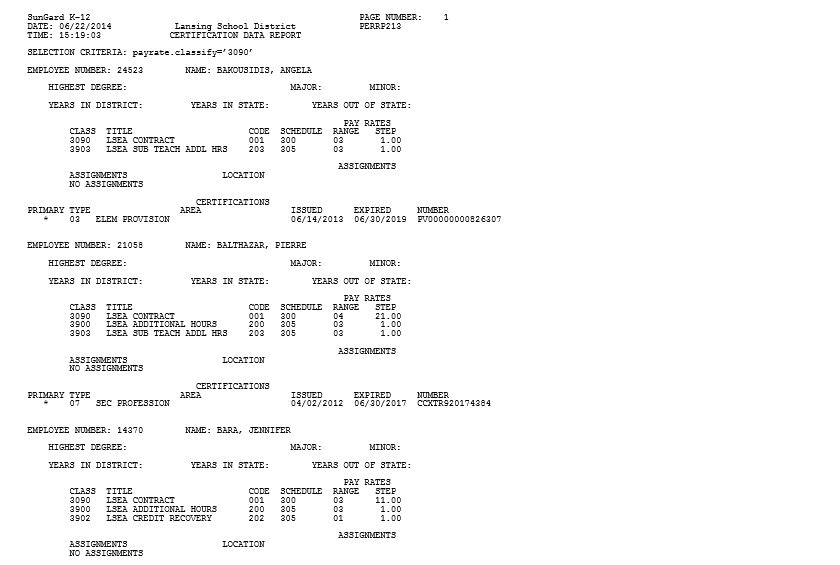 SunGard K-12 PAGE NUMBER: 1
DATE: 06/22/2014 Lansing School District PERRP213
TIME: 15:19:03 CERTIFICATION DATA REPORT
SELECTION CRITERIA: payrate.classify='3090'
EMPLOYEE NUMBER: 24523 NAME: BAKOUSIDIS, ANGELA
HIGHEST DEGREE: MAJOR: MINOR:
YEARS IN DISTRICT: YEARS IN STATE: YEARS OUT OF STATE:
PAY RATES
CLASS TITLE CODE SCHEDULE RANGE STEP
3090 LSEA CONTRACT 001 300 03 1.00
3903 LSEA SUB TEACH ADDL HRS 203 305 03 1.00
ASSIGNMENTS
ASSIGNMENTS LOCATION
NO ASSIGNMENTS
CERTIFICATIONS
PRIMARY TYPE AREA ISSUED EXPIRED NUMBER
* 03 ELEM PROVISION 06/14/2013 06/30/2019 PV00000000826307
EMPLOYEE NUMBER: 21058 NAME: BALTHAZAR, PIERRE
HIGHEST DEGREE: MAJOR: MINOR:
YEARS IN DISTRICT: YEARS IN STATE: YEARS OUT OF STATE:
PAY RATES
CLASS TITLE CODE SCHEDULE RANGE STEP
3090 LSEA CONTRACT 001 300 04 21.00
3900 LSEA ADDITIONAL HOURS 200 305 03 1.00
3903 LSEA SUB TEACH ADDL HRS 203 305 03 1.00
ASSIGNMENTS
ASSIGNMENTS LOCATION
NO ASSIGNMENTS
CERTIFICATIONS
PRIMARY TYPE AREA ISSUED EXPIRED NUMBER
* 07 SEC PROFESSION 04/02/2012 06/30/2017 CCXTR920174384
EMPLOYEE NUMBER: 14370 NAME: BARA, JENNIFER
HIGHEST DEGREE: MAJOR: MINOR:
YEARS IN DISTRICT: YEARS IN STATE: YEARS OUT OF STATE:
PAY RATES
CLASS TITLE CODE SCHEDULE RANGE STEP
3090 LSEA CONTRACT 001 300 03 11.00
3900 LSEA ADDITIONAL HOURS 200 305 03 1.00
3902 LSEA CREDIT RECOVERY 202 305 01 1.00
ASSIGNMENTS
ASSIGNMENTS LOCATION
NO ASSIGNMENTS